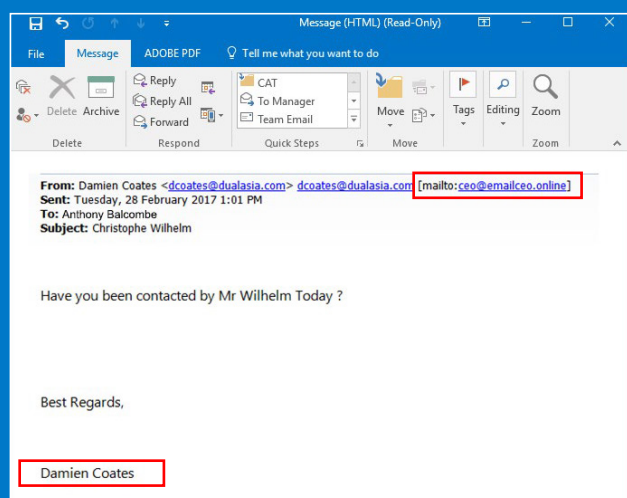 Message (HTML) (Read-Only)
File Message ADOBE PDF Tell me what you want to do
Delete Archive
Reply
Reply All
Forward
CAT
To Manager
Team Email
Move
Tags Editing Zoom
Delete Respond Quick Steps Move Zoom
From: Damien Coates <dcoates@dualasia.com> dcoates@dualasia.com [mailto:ceo@emailceo.online]
Sent: Tuesday, 28 February 2017 1:01 PM
To: Anthony Balcombe
Subject: Christophe Wilhelm
Have you been contacted by Mr Wilhelm Today ?
Best Regards,
Damien Coates